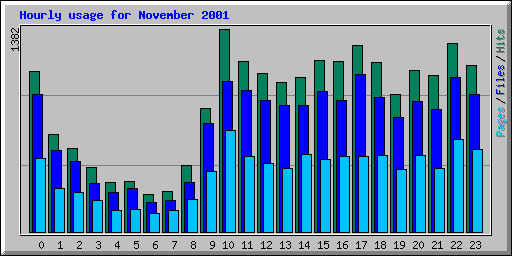 Hourly usage for November 2001
1382
Pages / Files / Hits
0 1 2 3 4 5 6 7 8 9 10 11 12 13 14 15 16 17 18 19 20 21 22 23